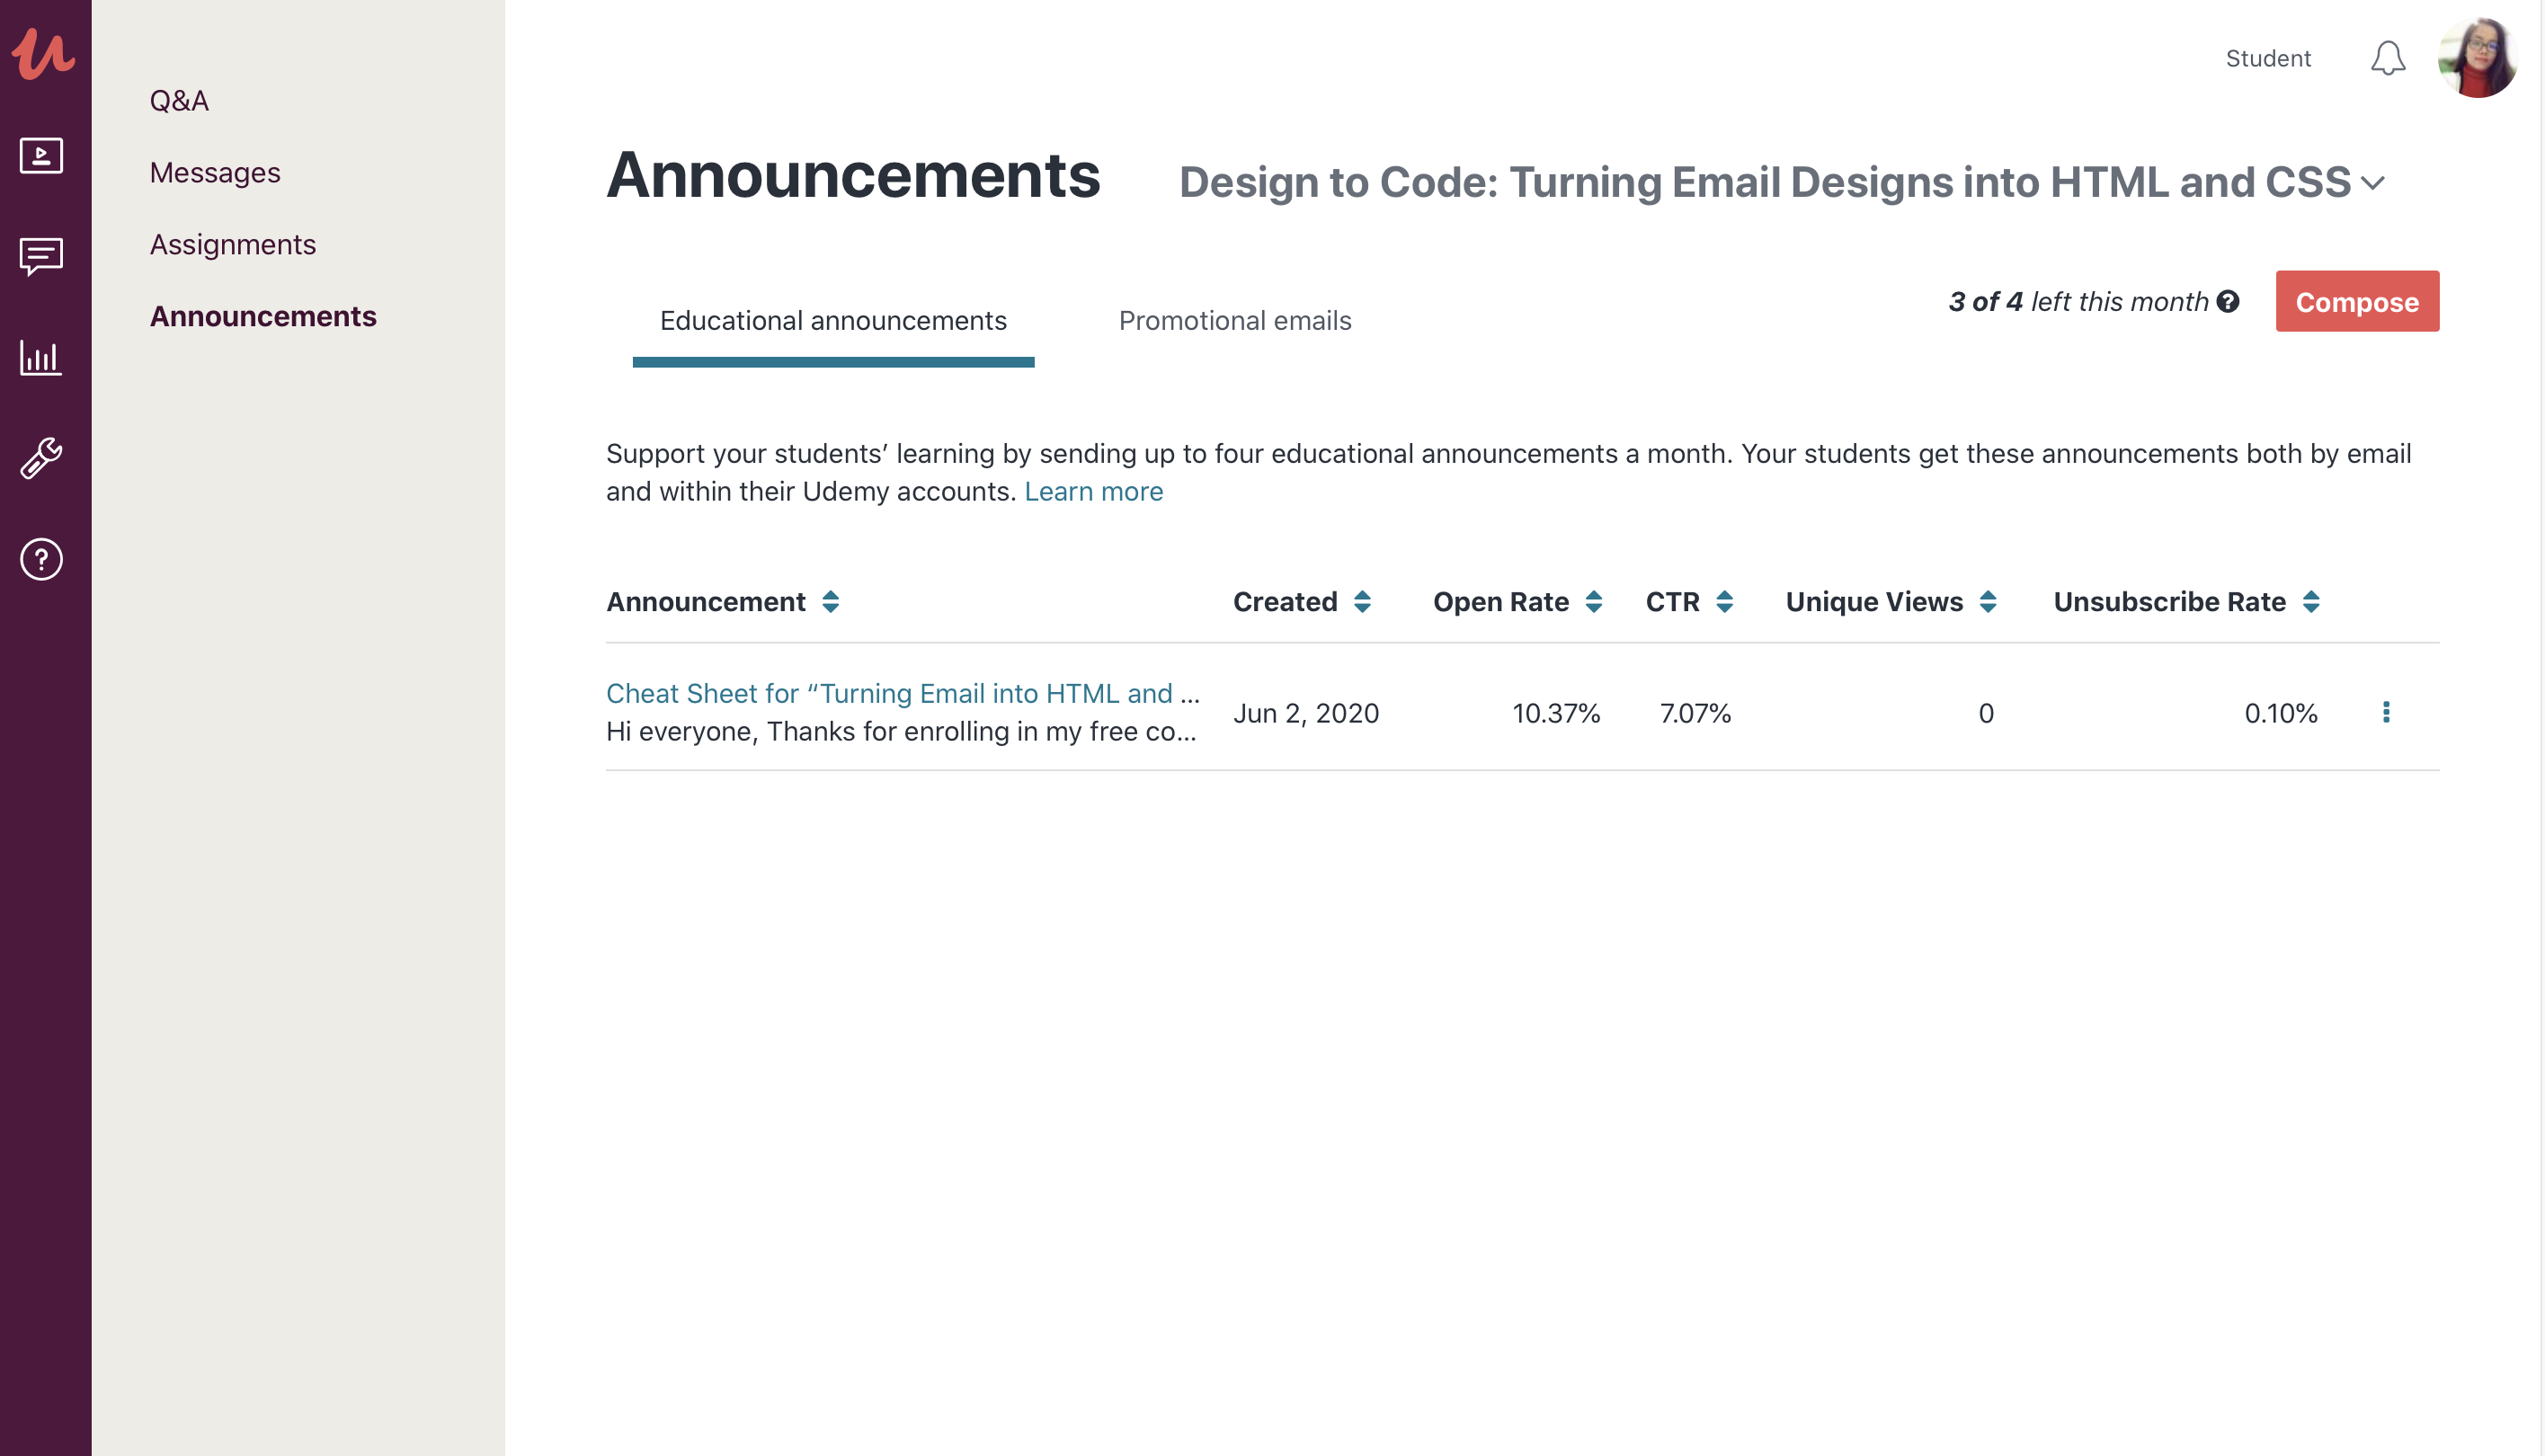 Q&A
Messages
Assignments
Announcements
Student
Announcements
Design to Code: Turning Email Designs into HTML and CSS
Educational announcements
Promotional emails
3 of 4 left this month
Compose
Support your students’ learning by sending up to four educational announcements a month. Your students get these announcements both by email
and within their Udemy accounts. Learn more
Announcement Created Open Rate CTR Unique Views Unsubscribe Rate
Cheat Sheet for “Turning Email into HTML and ...
Hi everyone, Thanks for enrolling in my free co...
Jun 2, 2020 10.37% 7.07% 0 0.10%